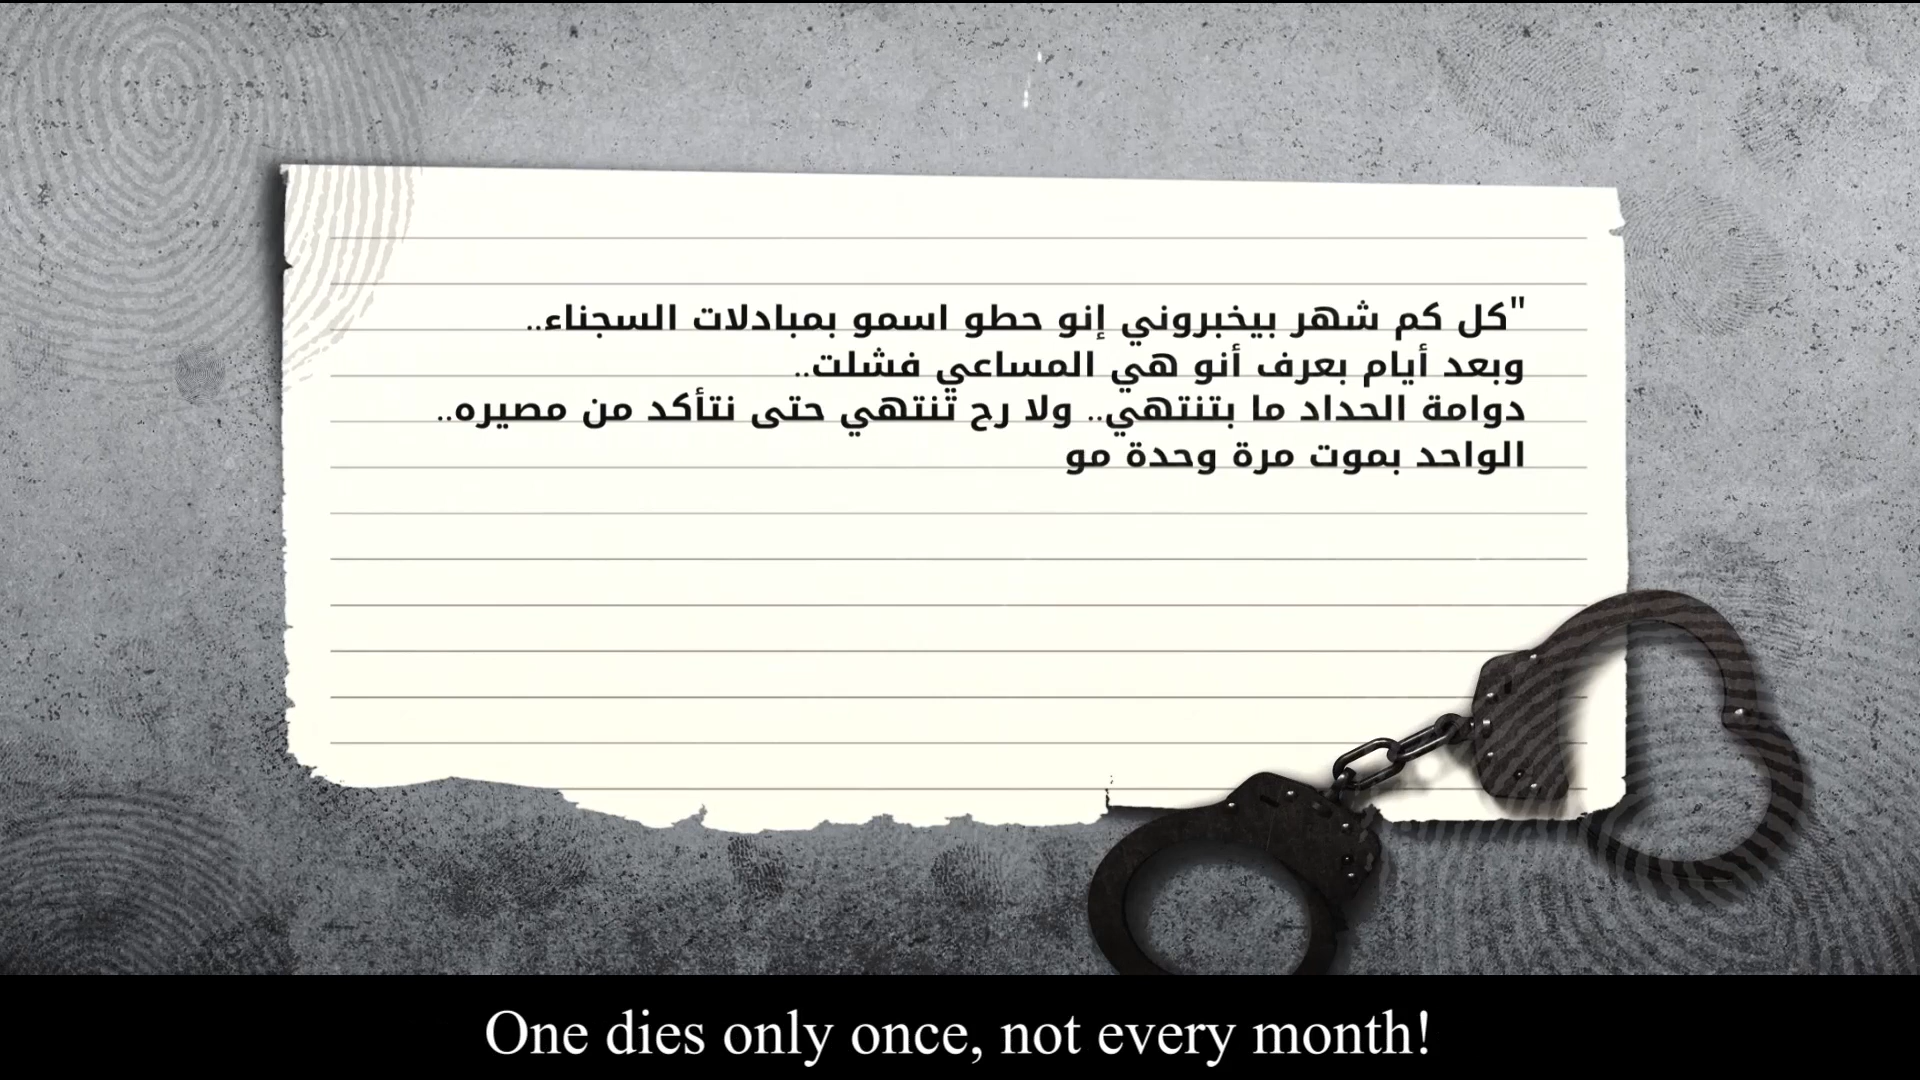 "كل كم شهر بيخبروني إنو حطو اسمو بمبادلات السجناء..
وبعد أيام بعرف أنو هي المساعي فشلت..
دوامة الحداد ما بتنتهي.. ولا رح تنتهي حتى نتأكد من مصيره..
الواحد بموت مرة وحدة مو
One dies only once, not every month!